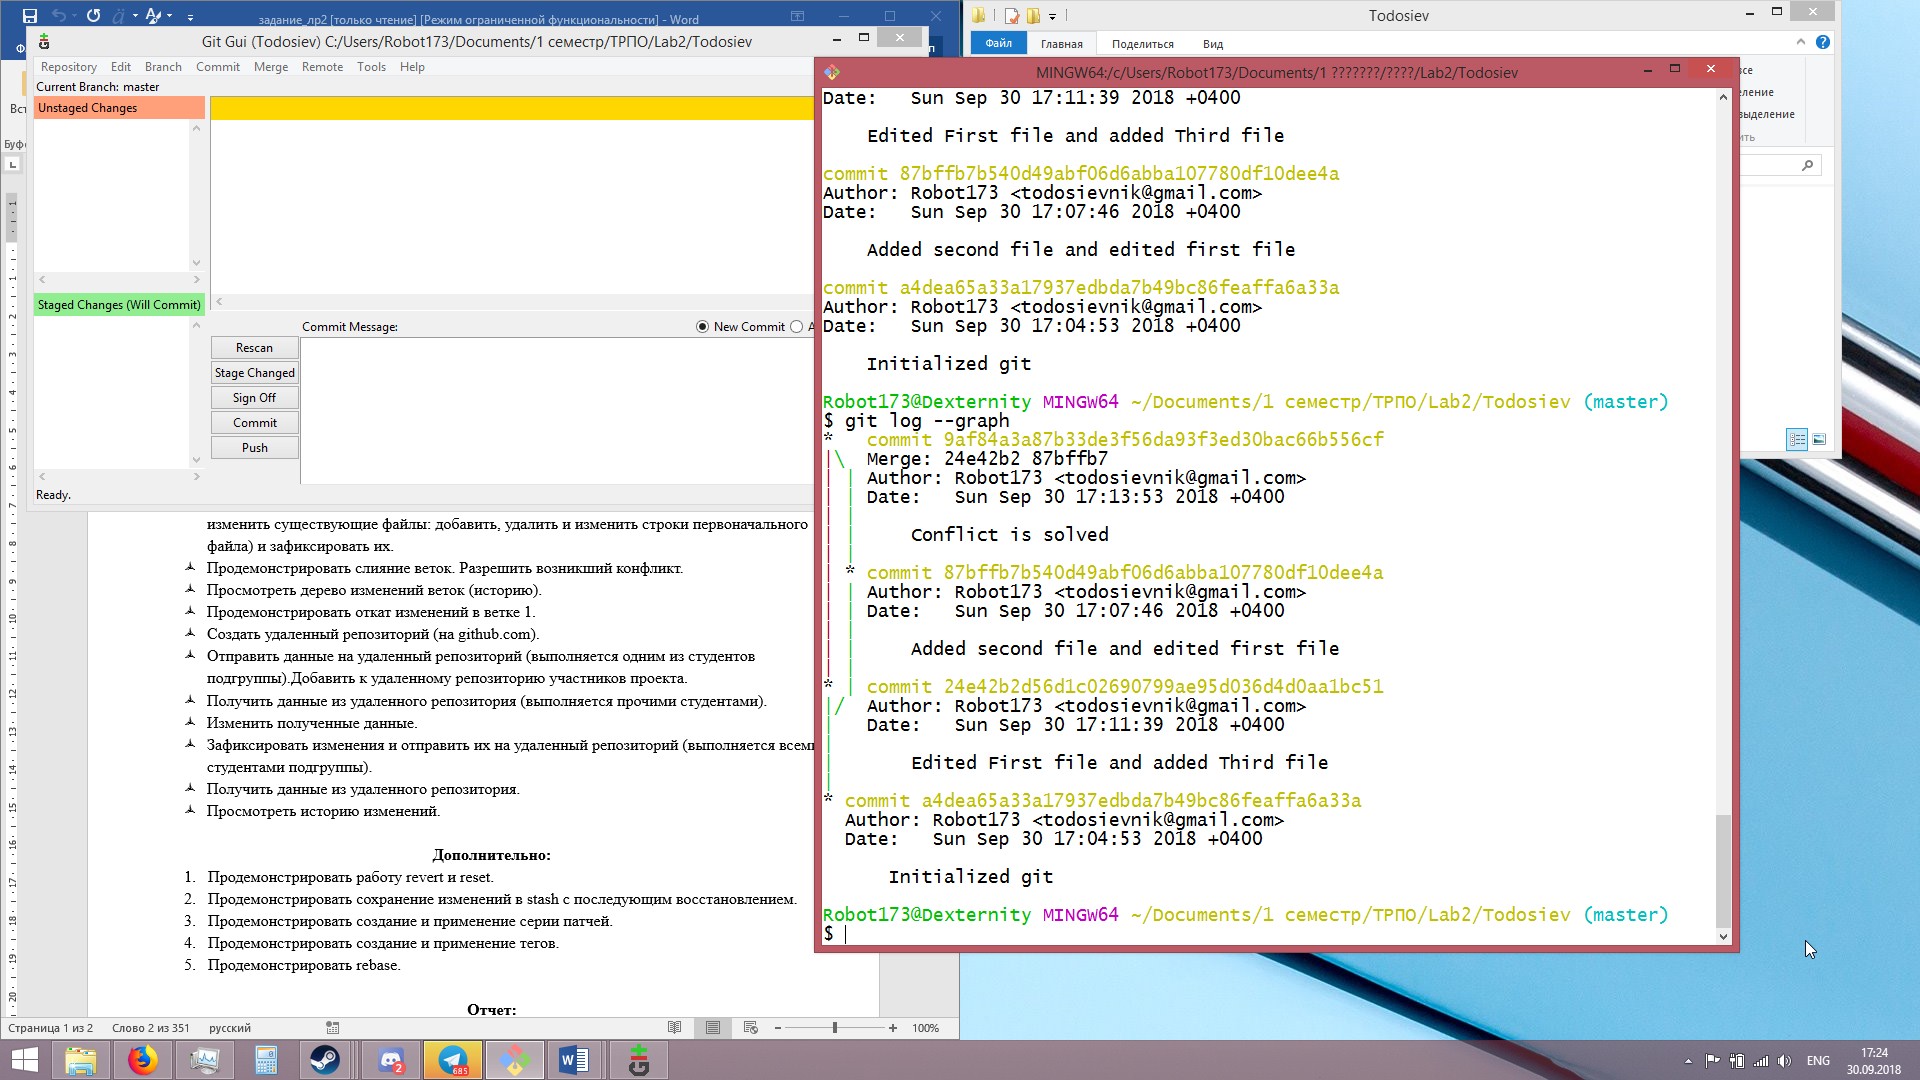 задание_лр2 [только чтение] [Режим ограниченной функциональности] - Word
Git Gui (Todosiev) C:/Users/Robot173/Documents/1 семестр/ТРПО/Lab2/Todosiev
Repository Edit Branch Commit Merge Remote Tools Help
Current Branch: master
Unstaged Changes
Staged Changes (Will Commit)
Commit Message:
New Commit
Rescan
Stage Changed
Sign Off
Commit
Push
Ready.
изменить существующие файлы: добавить, удалить и изменить строки первоначального
файла) и зафиксировать их.
Продемонстрировать слияние веток. Разрешить возникший конфликт.
Просмотреть дерево изменений веток (историю).
Продемонстрировать откат изменений в ветке 1.
Создать удаленный репозиторий (на github.com).
Отправить данные на удаленный репозиторий (выполняется одним из студентов
подгруппы).Добавить к удаленному репозиторию участников проекта.
Получить данные из удаленного репозитория (выполняется прочими студентами).
Изменить полученные данные.
Зафиксировать изменения и отправить их на удаленный репозиторий (выполняется
студентами подгруппы).
Получить данные из удаленного репозитория.
Просмотреть историю изменений.
Дополнительно:
1. Продемонстрировать работу revert и reset.
2. Продемонстрировать сохранение изменений в stash с последующим восстановлением.
3. Продемонстрировать создание и применение серии патчей.
4. Продемонстрировать создание и применение тегов.
5. Продемонстрировать rebase.
Отчет:
Страница 1 из 2 Слово 2 из 351 русский 100%
Todosiev
Файл Главная Поделиться Вид
MINGW64:/c/Users/Robot173/Documents/1 ???????/????/Lab2/Todosiev
Date:   Sun Sep 30 17:11:39 2018 +0400
Edited First file and added Third file
commit 87bffb7b540d49abf06d6abba107780df10dee4a
Author: Robot173 <todosievnik@gmail.com>
Date:   Sun Sep 30 17:07:46 2018 +0400
Added second file and edited first file
commit a4dea65a33a17937edbda7b49bc86feaffa6a33a
Author: Robot173 <todosievnik@gmail.com>
Date:   Sun Sep 30 17:04:53 2018 +0400
Initialized git
Robot173@Dexternity MINGW64 ~/Documents/1 семестр/ТРПО/Lab2/Todosiev (master)
$ git log --graph
*   commit 9af84a3a87b33de3f56da93f3ed30bac66b556cf
|\  Merge: 24e42b2 87bffb7
| | Author: Robot173 <todosievnik@gmail.com>
| | Date:   Sun Sep 30 17:13:53 2018 +0400
| |
| |     Conflict is solved
| |
| * commit 87bffb7b540d49abf06d6abba107780df10dee4a
| | Author: Robot173 <todosievnik@gmail.com>
| | Date:   Sun Sep 30 17:07:46 2018 +0400
| |
| |     Added second file and edited first file
| |
* | commit 24e42b2d56d1c02690799ae95d036d4d0aa1bc51
|/  Author: Robot173 <todosievnik@gmail.com>
|   Date:   Sun Sep 30 17:11:39 2018 +0400
|
|       Edited First file and added Third file
|
* commit a4dea65a33a17937edbda7b49bc86feaffa6a33a
Author: Robot173 <todosievnik@gmail.com>
Date:   Sun Sep 30 17:04:53 2018 +0400
Initialized git
Robot173@Dexternity MINGW64 ~/Documents/1 семестр/ТРПО/Lab2/Todosiev (master)
$
685
2
ENG
17:24
30.09.2018